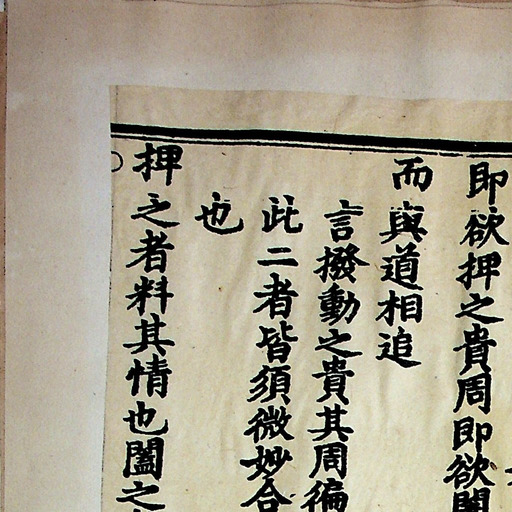 即欲捭之貴周即欲闔
而與道相追
言撥動之貴其周徧
此二者皆須微妙合
也
捭之者料其情也闔之